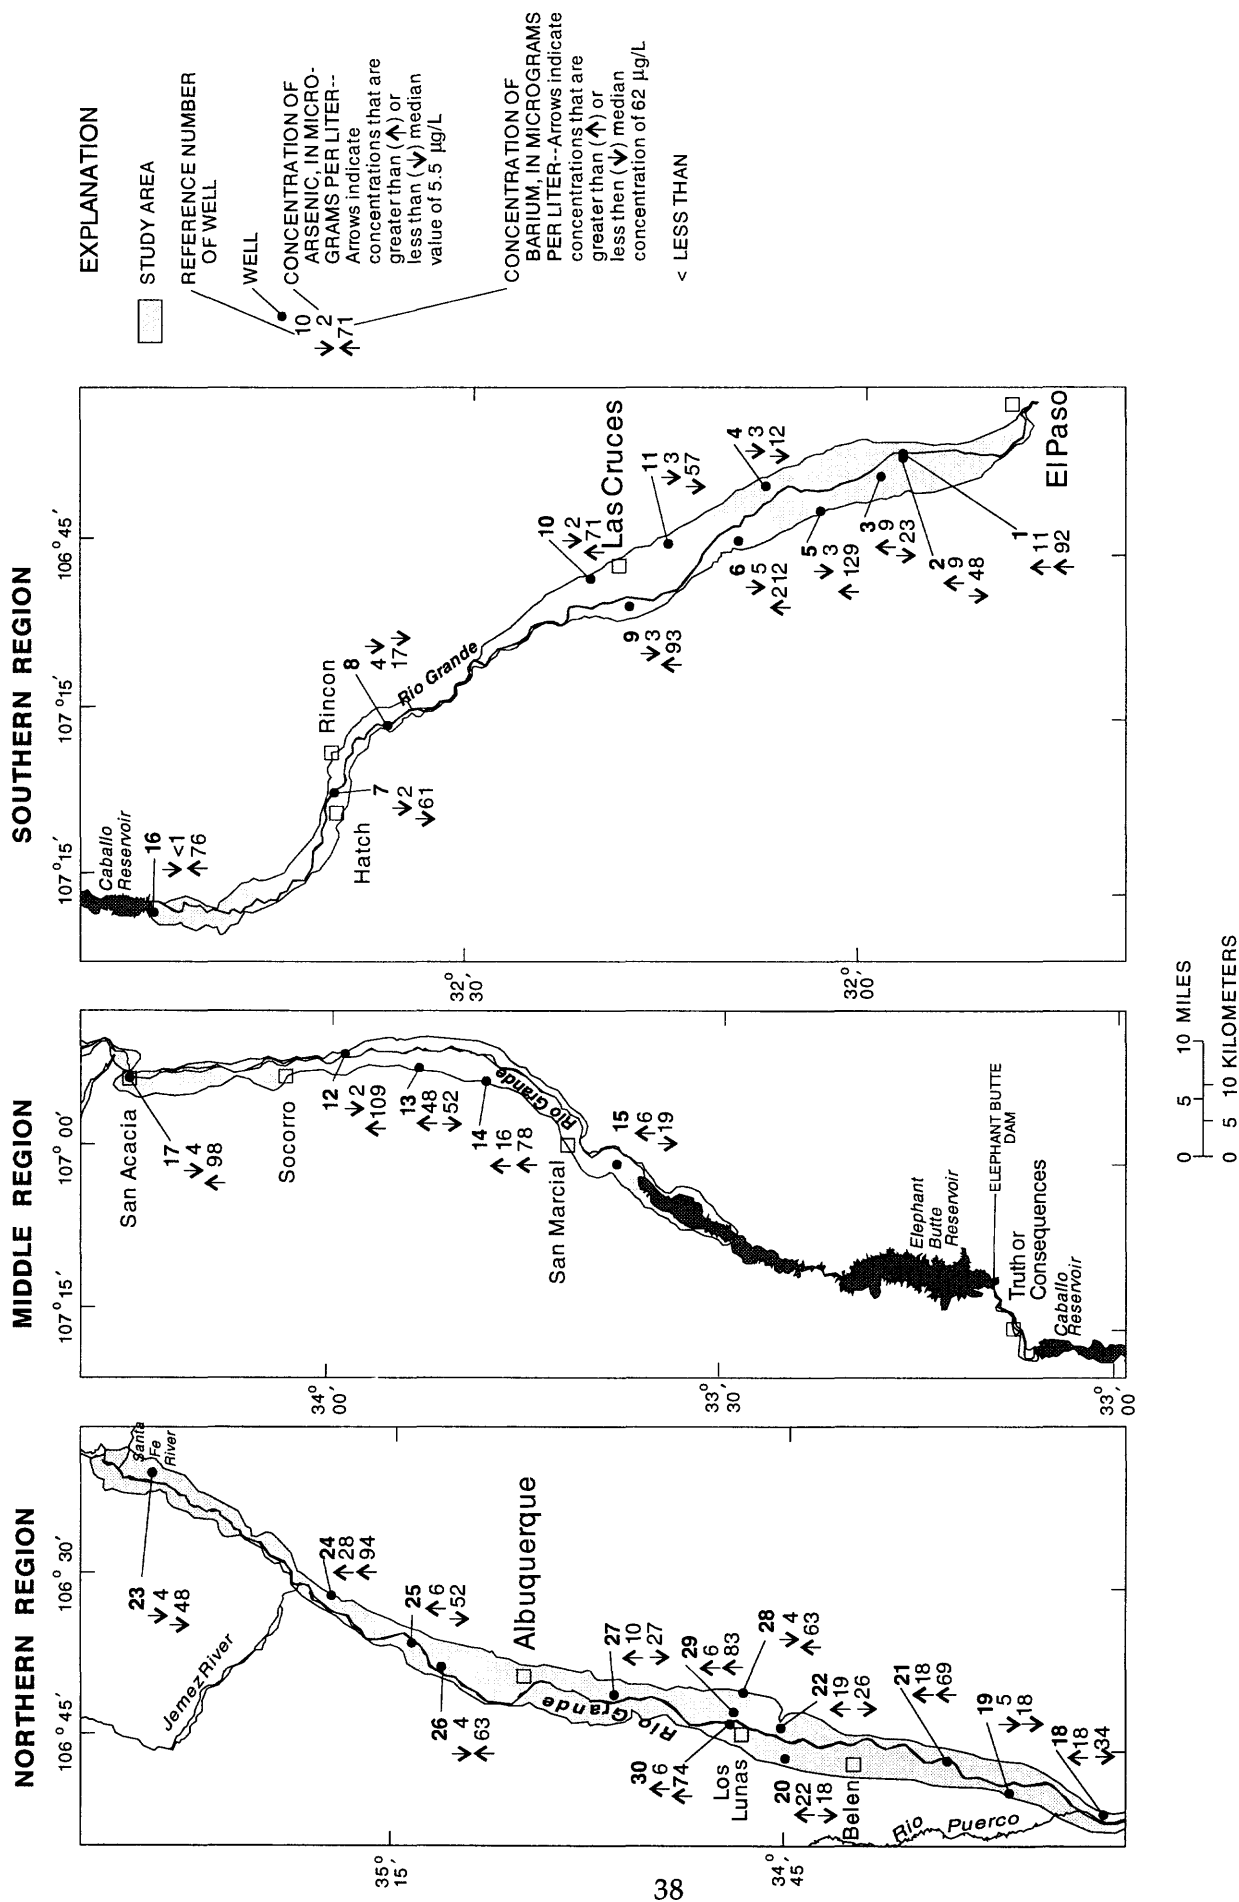 NORTHERN REGION
106° 30'
106° 45'
35° 15'
34° 45'
Santa
Fe
River
23
↓ 4
↓ 48
Jemez River
24
↑ 28
↑ 94
25
↑ 6
↓ 52
26
↓ 4
↑ 63
Albuquerque
27
↑ 10
↓ 27
Rio Grande
29
↑ 6
↑ 83
28
↓ 4
↑ 63
30
↑ 6
↑ 74
Los
Lunas
22
↑ 19
↓ 26
20
↑ 22
↓ 18
Belen
21
↑ 18
↑ 69
19
↓ 5
↓ 18
18
↑ 18
↓ 34
Rio Puerco
MIDDLE REGION
107° 00'
107° 15'
34° 00'
33° 30'
33° 00'
San Acacia
17
↓ 4
↑ 98
Socorro
12
↓ 2
↑ 109
13
↑ 48
↓ 52
14
↑ 16
↑ 78
Rio Grande
San Marcial
15
↑ 6
↓ 19
Elephant
Butte
Reservoir
ELEPHANT BUTTE
DAM
Truth or
Consequences
Caballo
Reservoir
SOUTHERN REGION
106° 45'
107° 15'
107° 15'
32° 30'
32° 00'
Caballo
Reservoir
16
↓ <1
↑ 76
Rincon
Hatch
7
↓ 2
↓ 61
8
4 ↓
17 ↓
Rio Grande
10
↓ 2
↑ 71
Las Cruces
9
↓ 3
↑ 93
11
↓ 3
↓ 57
4
↓ 3
↓ 12
6
↓ 5
↑ 212
5
↓ 3
↑ 129
3
↑ 9
↓ 23
2
↑ 9
↓ 48
1
↑ 11
↑ 92
El Paso
EXPLANATION
STUDY AREA
REFERENCE NUMBER
OF WELL
WELL
10
↓ 2
↑ 71
CONCENTRATION OF
ARSENIC, IN MICRO-
GRAMS PER LITER--
Arrows indicate
concentrations that are
greater than (↑) or
less than (↓) median
value of 5.5 µg/L
CONCENTRATION OF
BARIUM, IN MICROGRAMS
PER LITER--Arrows indicate
concentrations that are
greater than (↑) or
less then (↓) median
concentration of 62 µg/L
< LESS THAN
0 5 10 MILES
0 5 10 KILOMETERS
38